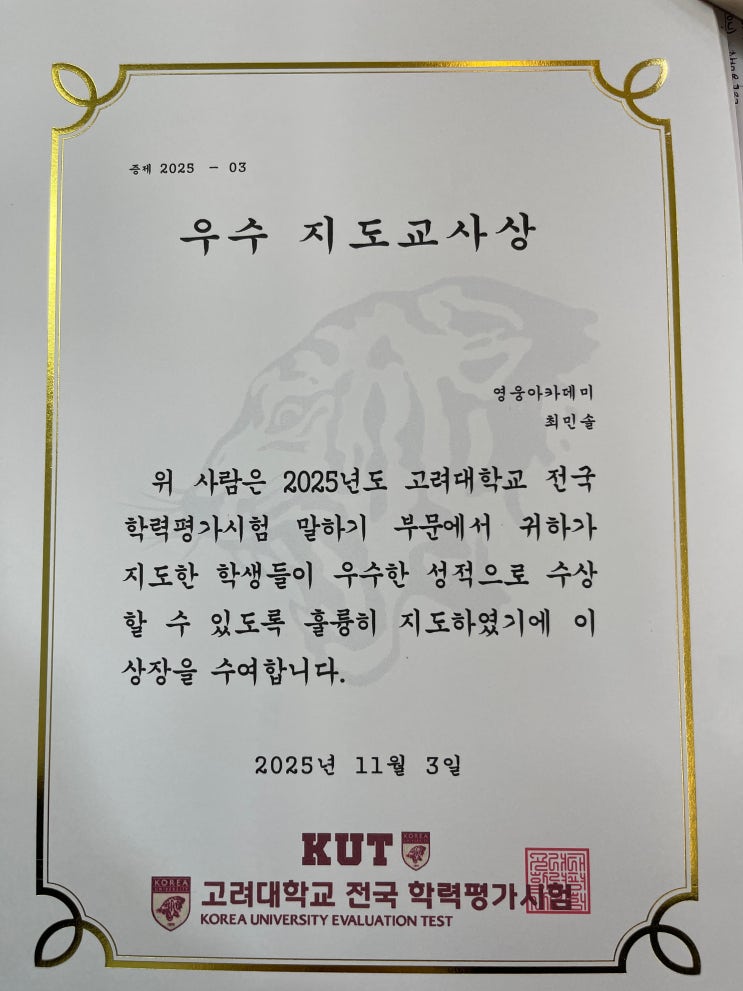 증제 2025 - 03
우수 지도교사상
영웅아카데미
최민솔
위 사람은 2025년도 고려대학교 전국
학력평가시험 말하기 부문에서 귀하가
지도한 학생들이 우수한 성적으로 수상
할 수 있도록 훌륭히 지도하였기에 이
상장을 수여합니다.
2025년 11월 3일
KUT
KOREA
고려대학교 전국 학력평가시험
KOREA UNIVERSITY EVALUATION TEST